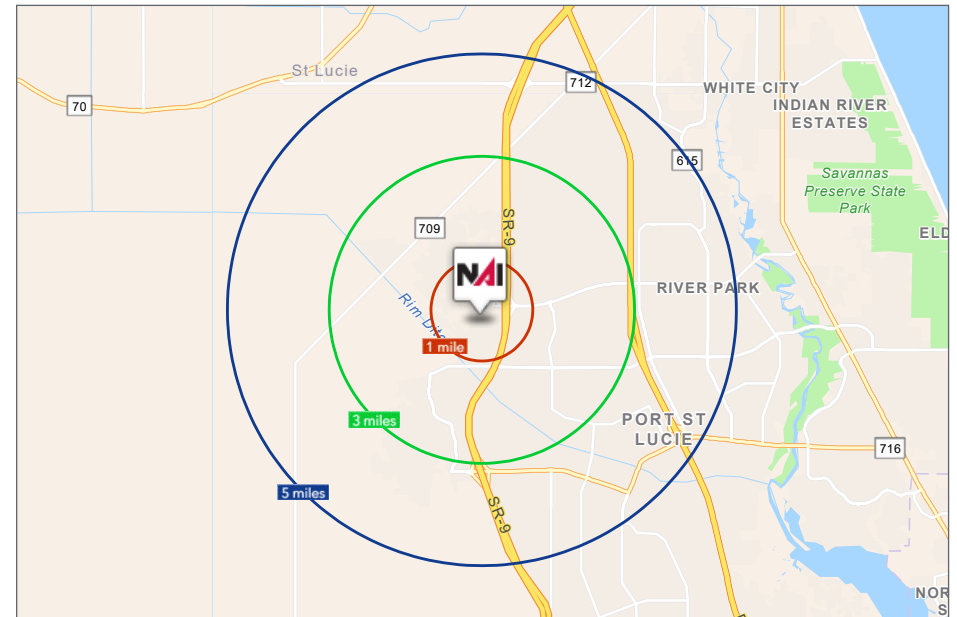 St Lucie
712
WHITE CITY
70
INDIAN RIVER
ESTATES
615
Savannas
Preserve State
Park
709
SR-9
ELD
NAI
RIVER PARK
1 mile
3 miles
PORT ST
LUCIE
716
5 miles
SR-9
NOR
S